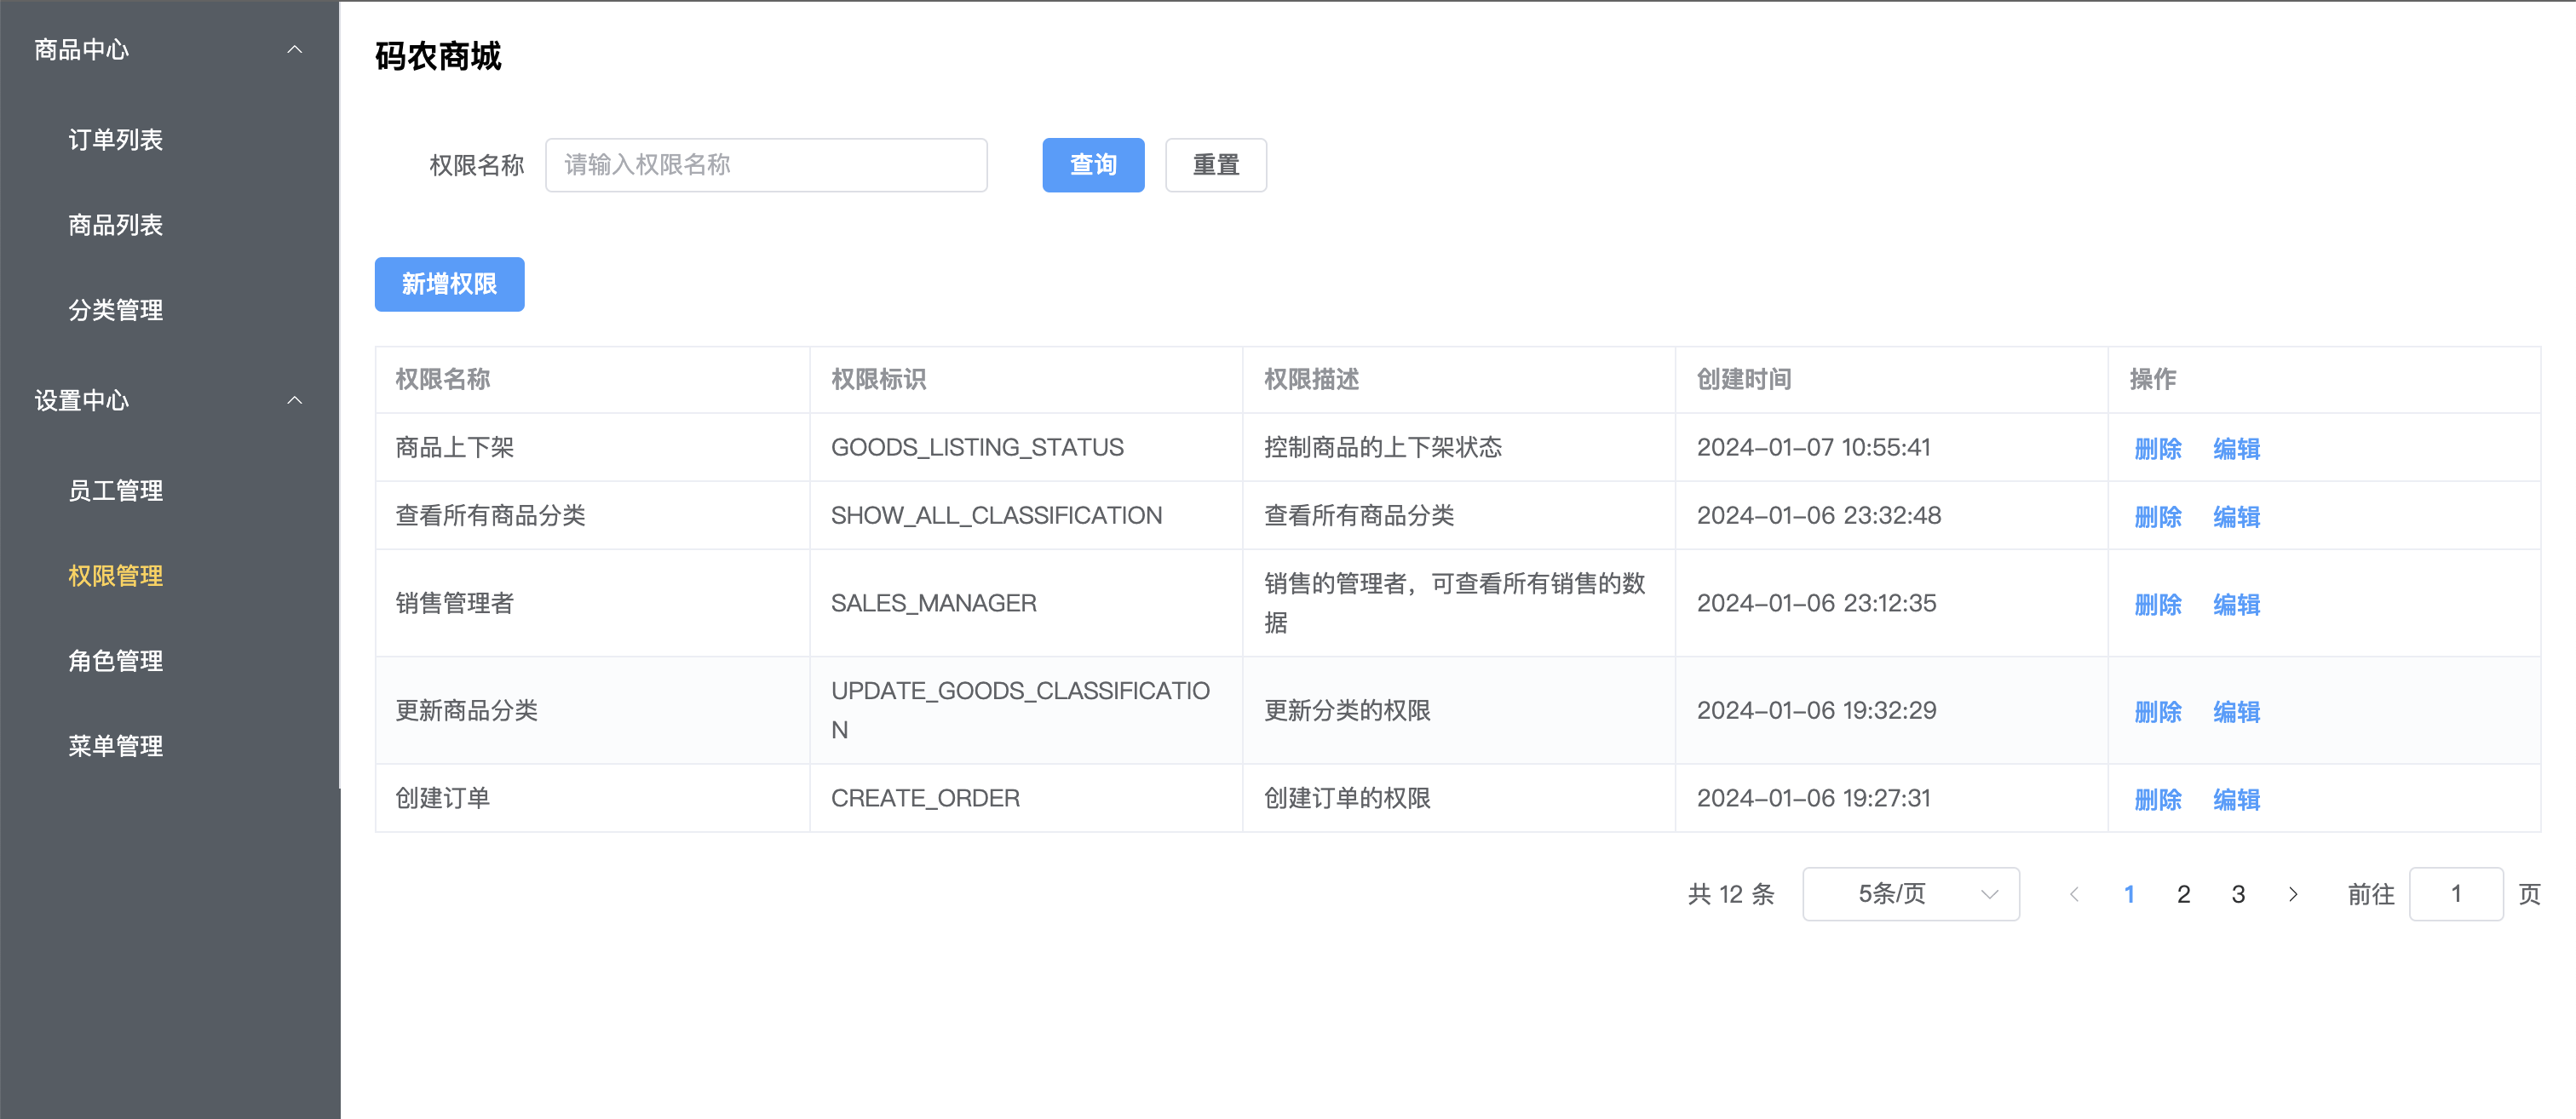 商品中心
订单列表
商品列表
分类管理
设置中心
员工管理
权限管理
角色管理
菜单管理
码农商城
权限名称 请输入权限名称 查询 重置
新增权限
权限名称 权限标识 权限描述 创建时间 操作
商品上下架 GOODS_LISTING_STATUS 控制商品的上下架状态 2024-01-07 10:55:41 删除 编辑
查看所有商品分类 SHOW_ALL_CLASSIFICATION 查看所有商品分类 2024-01-06 23:32:48 删除 编辑
销售管理者 SALES_MANAGER 销售的管理者，可查看所有销售的数
据 2024-01-06 23:12:35 删除 编辑
更新商品分类 UPDATE_GOODS_CLASSIFICATIO
N 更新分类的权限 2024-01-06 19:32:29 删除 编辑
创建订单 CREATE_ORDER 创建订单的权限 2024-01-06 19:27:31 删除 编辑
共 12 条 5条/页 1 2 3 前往 1 页